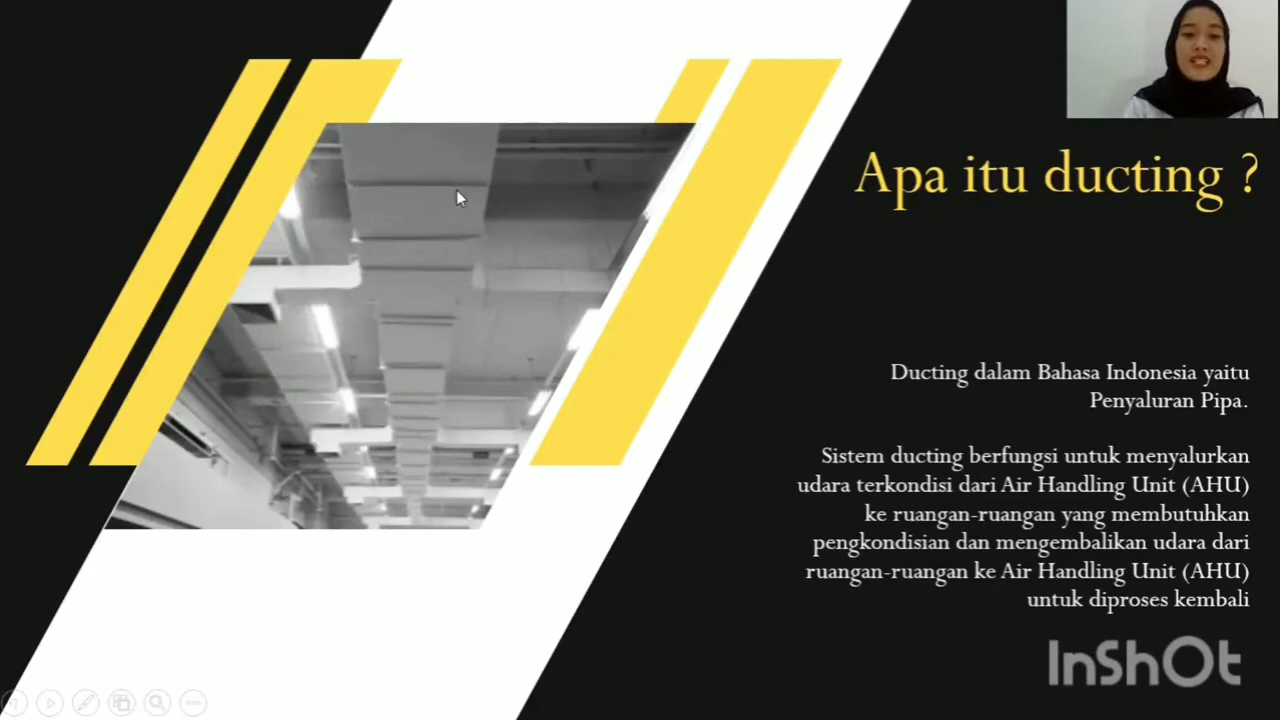 Apa itu ducting ?
Ducting dalam Bahasa Indonesia yaitu
Penyaluran Pipa.
Sistem ducting berfungsi untuk menyalurkan
udara terkondisi dari Air Handling Unit (AHU)
ke ruangan-ruangan yang membutuhkan
pengkondisian dan mengembalikan udara dari
ruangan-ruangan ke Air Handling Unit (AHU)
untuk diproses kembali
InShOt